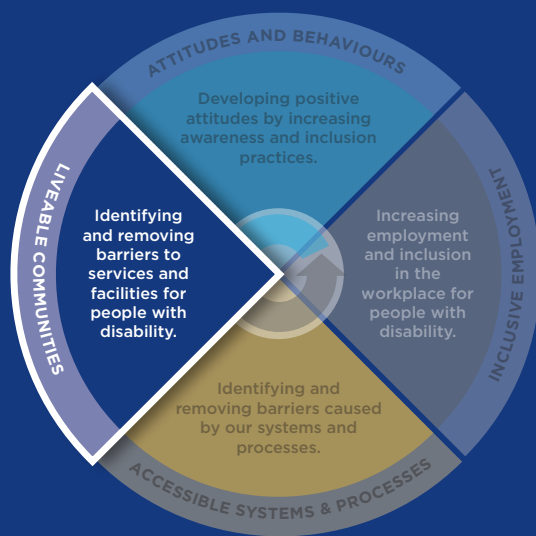 ATTITUDES AND BEHAVIOURS
Developing positive
attitudes by increasing
awareness and inclusion
practices.
LIVEABLE COMMUNITIES
Identifying
and removing
barriers to
services and
facilities for
people with
disability.
Increasing
employment
and inclusion
in the
workplace for
people with
disability.
INCLUSIVE EMPLOYMENT
Identifying and
removing barriers caused
by our systems and
processes.
ACCESSIBLE SYSTEMS & PROCESSES